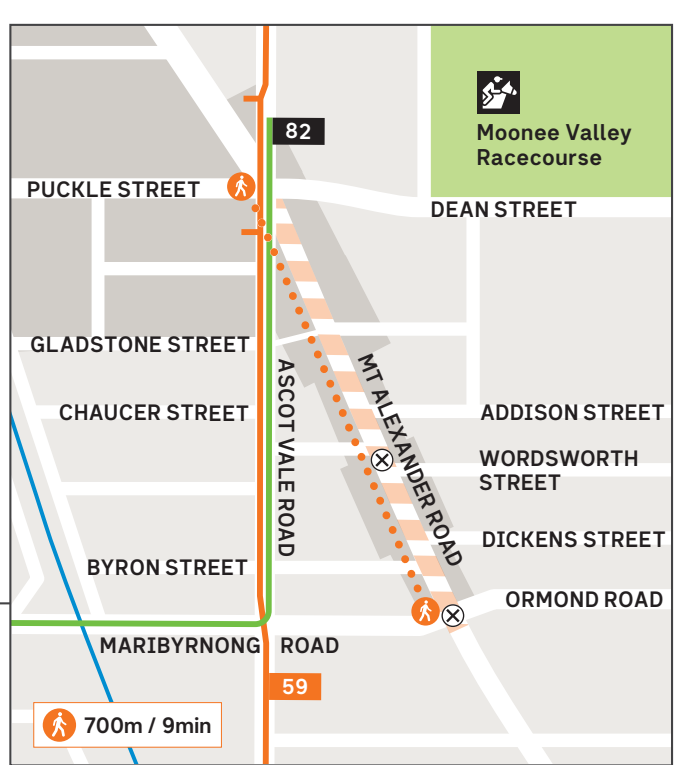 82
Moonee Valley
Racecourse
PUCKLE STREET
DEAN STREET
GLADSTONE STREET
ASCOT VALE ROAD
MT ALEXANDER ROAD
CHAUCER STREET
ADDISON STREET
WORDSWORTH
STREET
DICKENS STREET
BYRON STREET
ORMOND ROAD
MARIBYRNONG ROAD
59
700m / 9min